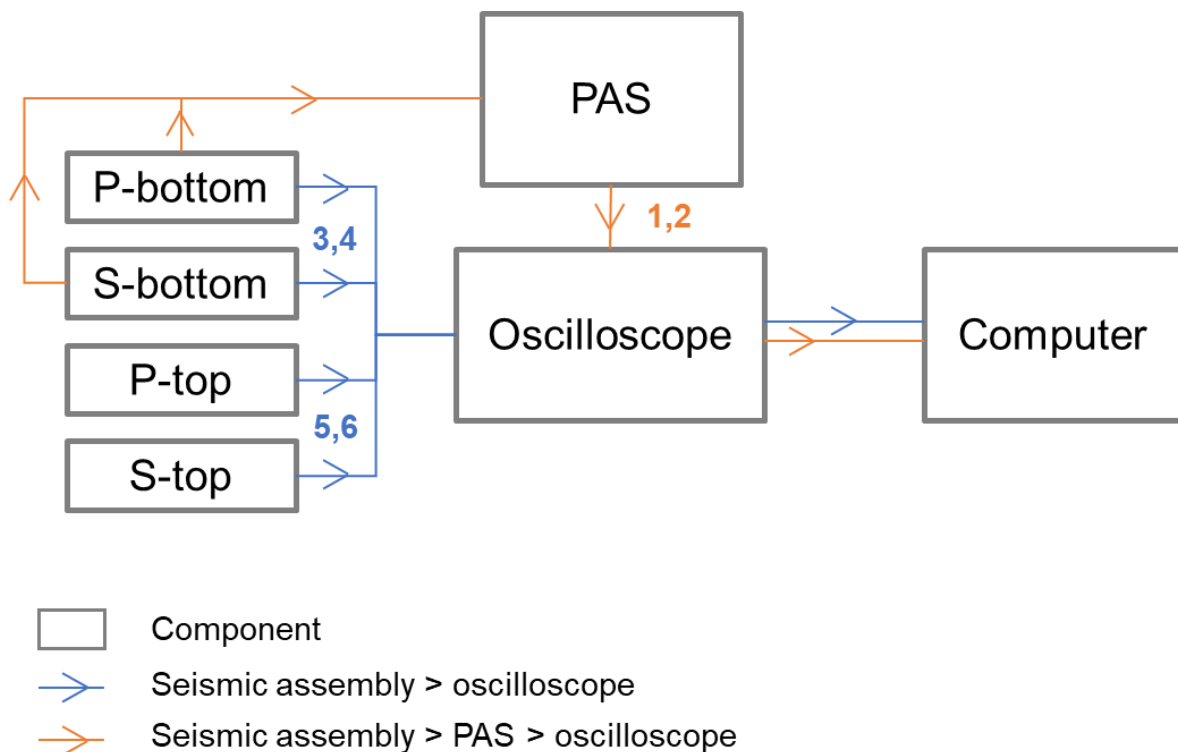 PAS
P-bottom
1,2
3,4
S-bottom
Oscilloscope
Computer
P-top
5,6
S-top
Component
Seismic assembly > oscilloscope
Seismic assembly > PAS > oscilloscope